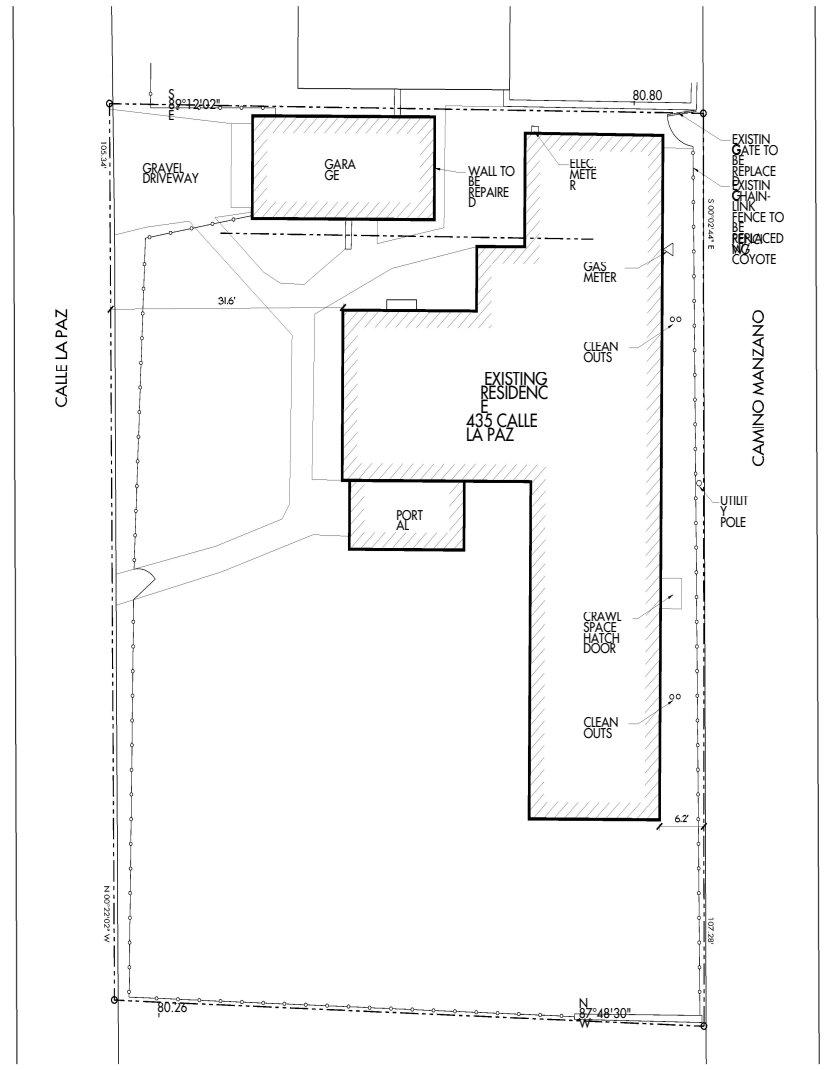 S
89°12'02"
E
80.80
105.34'
GRAVEL
DRIVEWAY
GARA
GE
WALL TO
BE
REPAIRE
D
ELEC.
METE
R
EXISTIN
G
GATE TO
BE
REPLACE
D
EXISTIN
G
CHAIN-
LINK
FENCE TO
BE
REPLACED
W/
COYOTE
S 00°02'44" E
GAS
METER
31.6'
CALLE LA PAZ
CLEAN
OUTS
CAMINO MANZANO
EXISTING
RESIDENC
E
435 CALLE
LA PAZ
UTILIT
Y
POLE
PORT
AL
CRAWL
SPACE
HATCH
DOOR
CLEAN
OUTS
6.2'
N 00°22'02" W
107.28'
80.26
N
87°48'30"
W